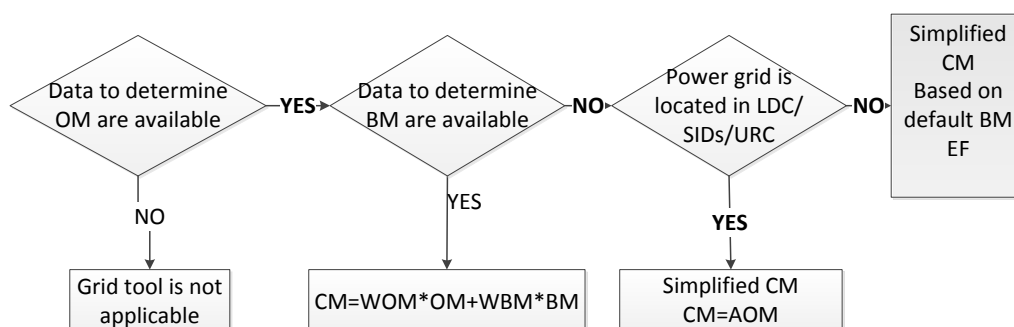 Data to determine
OM are available
YES
Data to determine
BM are available
NO
Power grid is
located in LDC/
SIDs/URC
NO
Simplified
CM
Based on
default BM
EF
NO
YES
YES
Grid tool is not
applicable
CM=WOM*OM+WBM*BM
Simplified CM
CM=AOM